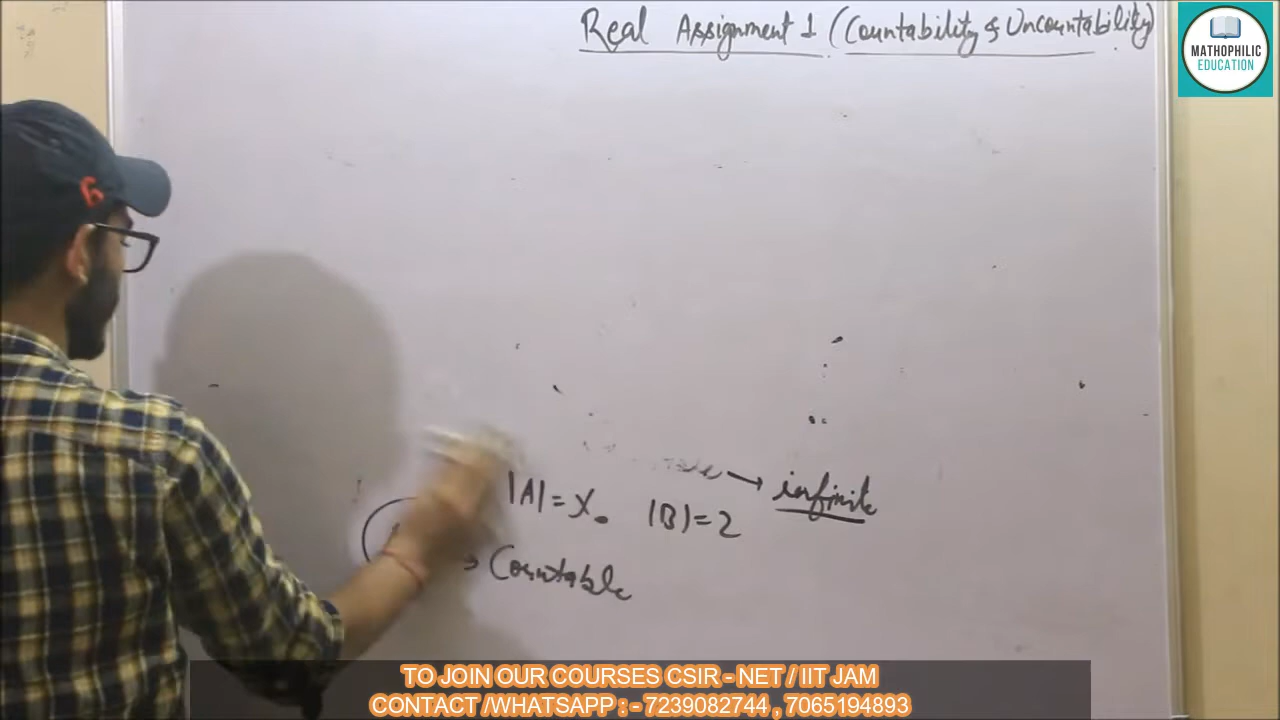 Real Assignment 1 (Countability & Uncountability)
MATHOPHILIC
EDUCATION
infinite
|A| = χ₀ |B| = 2
→ Countable
TO JOIN OUR COURSES CSIR - NET / IIT JAM
CONTACT /WHATSAPP : - 7239082744 , 7065194893